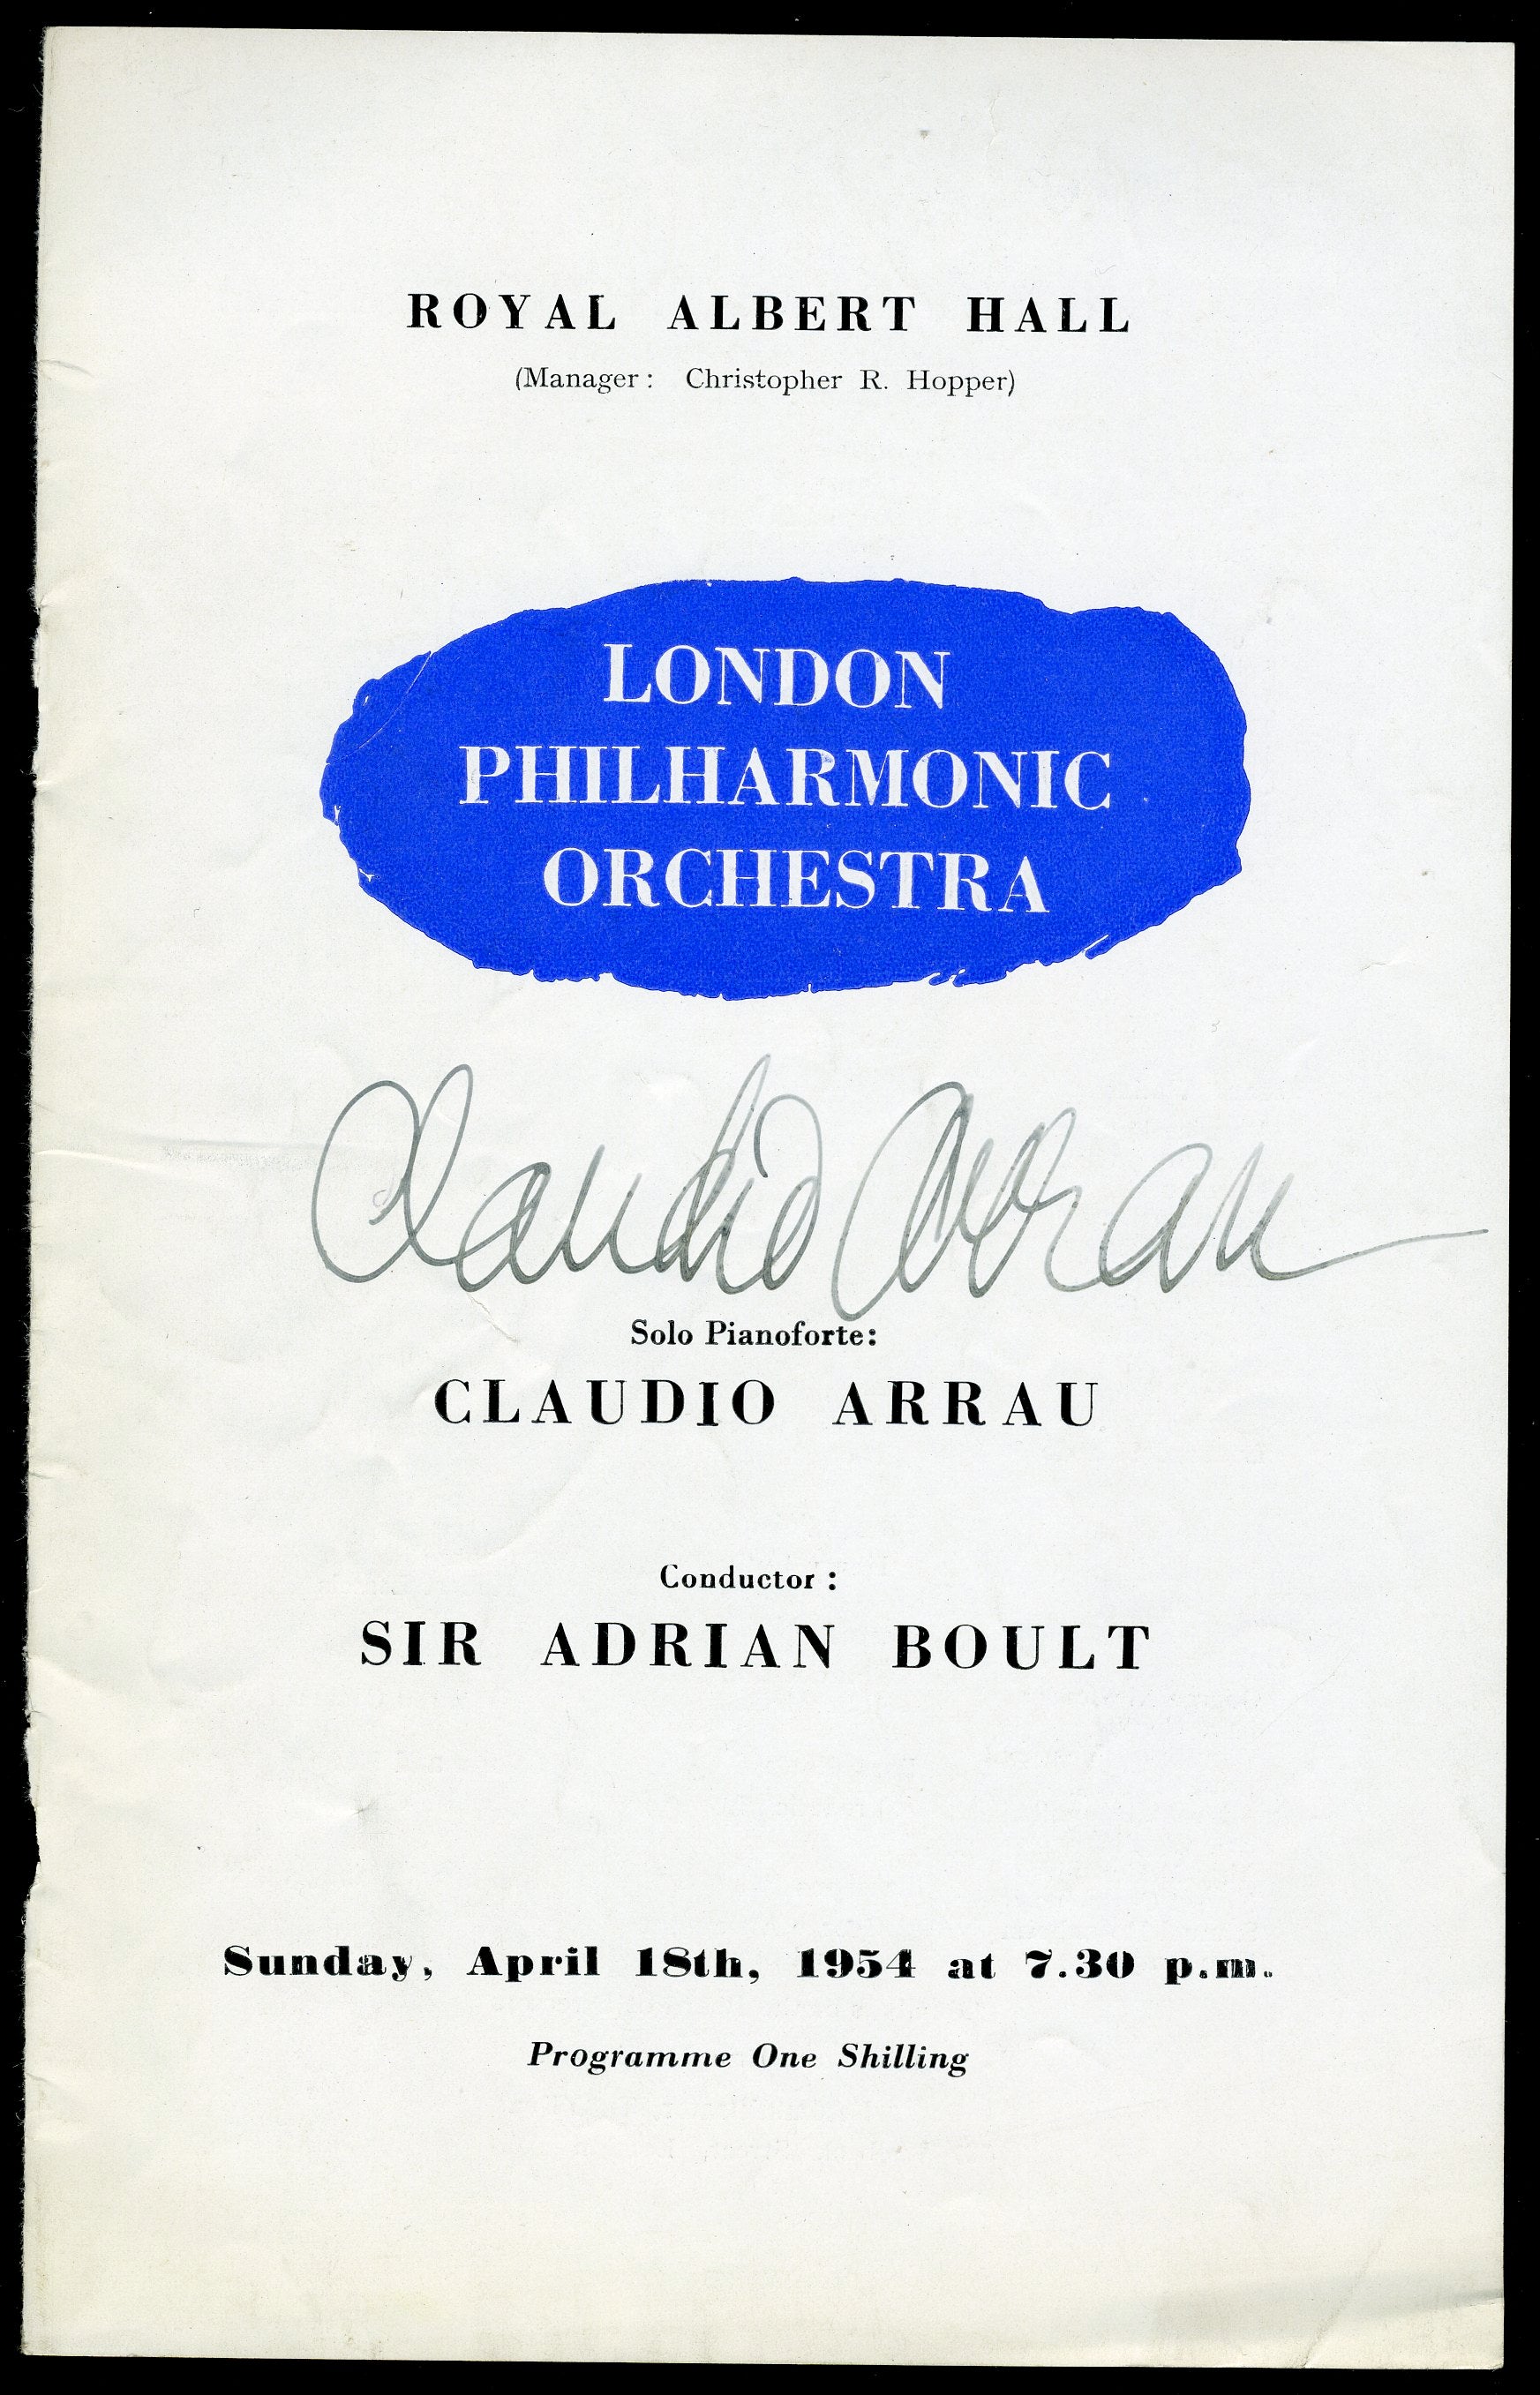 ROYAL ALBERT HALL
(Manager: Christopher R. Hopper)
LONDON
PHILHARMONIC
ORCHESTRA
Claudio Arrau
Solo Pianoforte:
CLAUDIO ARRAU
Conductor:
SIR ADRIAN BOULT
Sunday, April 18th, 1954 at 7.30 p.m.
Programme One Shilling